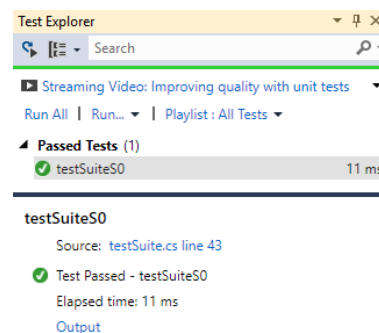 Test Explorer
Search
Streaming Video: Improving quality with unit tests
Run All | Run... | Playlist : All Tests
Passed Tests (1)
testSuiteS0 11 ms
testSuiteS0
Source: testSuite.cs line 43
Test Passed - testSuiteS0
Elapsed time: 11 ms
Output